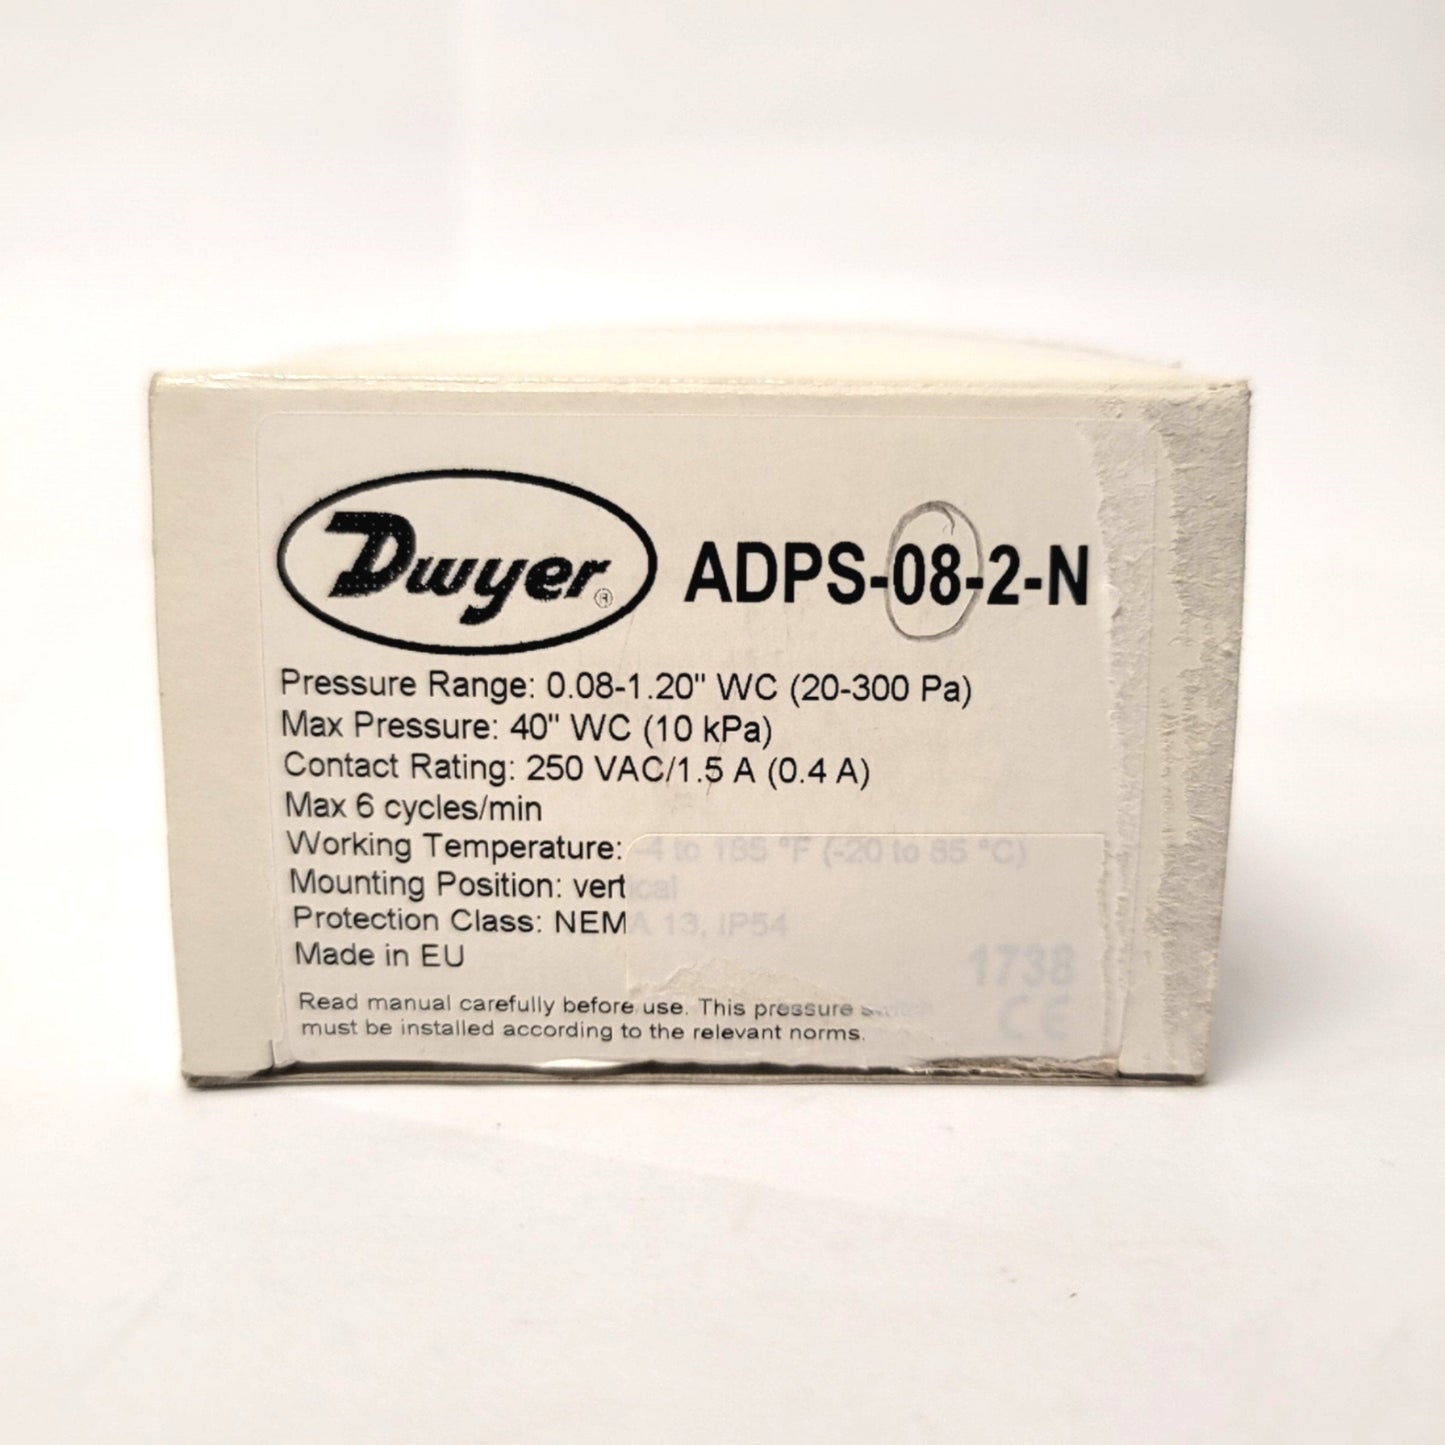 Dwyer®
ADPS-08-2-N
Pressure Range: 0.08-1.20" WC (20-300 Pa)
Max Pressure: 40" WC (10 kPa)
Contact Rating: 250 VAC/1.5 A (0.4 A)
Max 6 cycles/min
Working Temperature: -4 to 185 °F (-20 to 85 °C)
Mounting Position: vertical
Protection Class: NEMA 13, IP54
Made in EU
1738
CE
Read manual carefully before use. This pressure
must be installed according to the relevant norms.